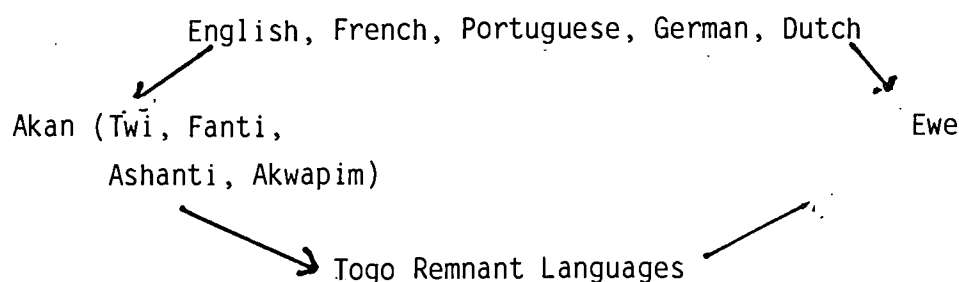 English, French, Portuguese, German, Dutch
Akan (Twi, Fanti,
Ewe
Ashanti, Akwapim)
Togo Remnant Languages